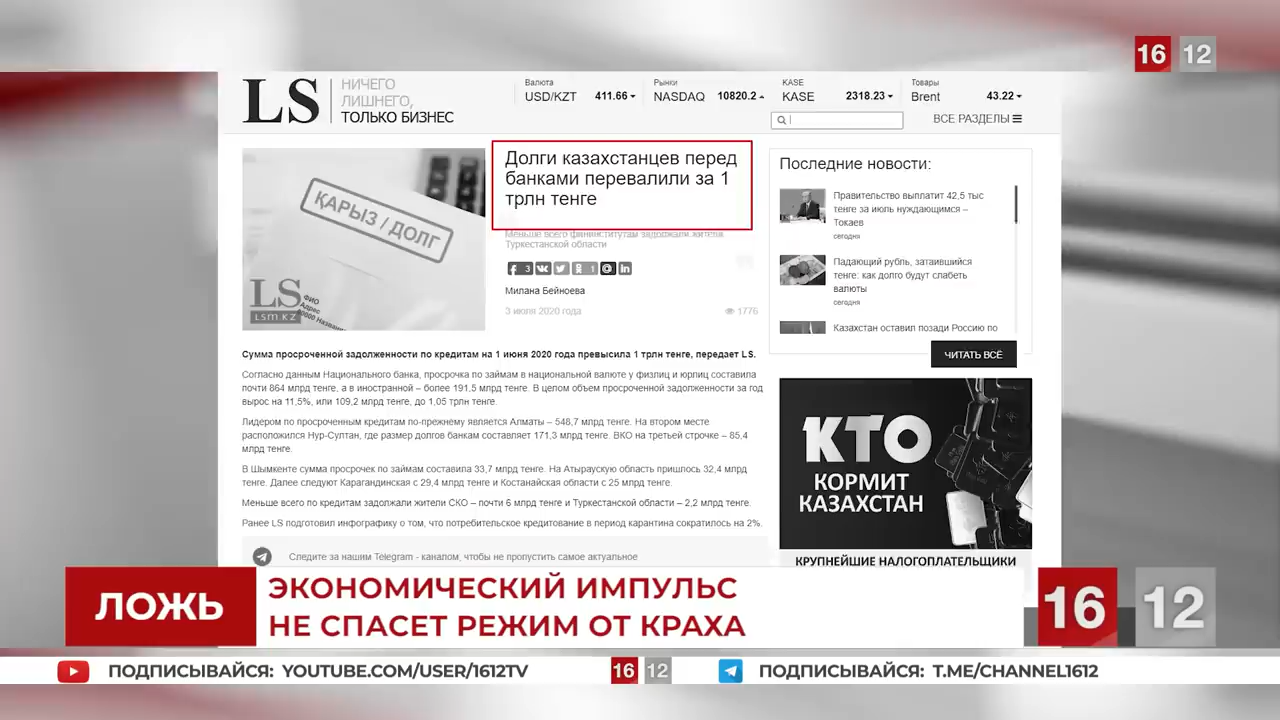 16 12
LS
НИЧЕГО
ЛИШНЕГО,
ТОЛЬКО БИЗНЕС
Валюта
USD/KZT 411.66
Рынки
NASDAQ 10820.2
KASE
KASE 2318.23
Товары
Brent 43.22
ВСЕ РАЗДЕЛЫ
ҚАРЫЗ / ДОЛГ
LS
LSM.KZ
ФИО
Адрес
Долги казахстанцев перед
банками перевалили за 1
трлн тенге
Меньше всего фининститутам задолжали жители
Туркестанской области
3
1
Милана Бейноева
3 июля 2020 года
1776
Сумма просроченной задолженности по кредитам на 1 июня 2020 года превысила 1 трлн тенге, передает LS.
Согласно данным Национального банка, просрочка по займам в национальной валюте у физлиц и юрлиц составила
почти 864 млрд тенге, а в иностранной – более 191,5 млрд тенге. В целом объем просроченной задолженности за год
вырос на 11,5%, или 109,2 млрд тенге, до 1,05 трлн тенге.
Лидером по просроченным кредитам по-прежнему является Алматы – 546,7 млрд тенге. На втором месте
расположился Нур-Султан, где размер долгов банкам составляет 171,3 млрд тенге. ВКО на третьей строчке – 85,4
млрд тенге.
В Шымкенте сумма просрочек по займам составила 33,7 млрд тенге. На Атыраускую область пришлось 32,4 млрд
тенге. Далее следуют Карагандинская с 29,4 млрд тенге и Костанайская области с 25 млрд тенге.
Меньше всего по кредитам задолжали жители СКО – почти 6 млрд тенге и Туркестанской области – 2,2 млрд тенге.
Ранее LS подготовил инфографику о том, что потребительское кредитование в период карантина сократилось на 2%.
Следите за нашим Telegram - каналом, чтобы не пропустить самое актуальное
Последние новости:
Правительство выплатит 42,5 тыс
тенге за июль нуждающимся –
Токаев
сегодня
Падающий рубль, затаившийся
тенге: как долго будут слабеть
валюты
сегодня
Казахстан оставил позади Россию по
ЧИТАТЬ ВСЁ
КТО
КОРМИТ
КАЗАХСТАН
КРУПНЕЙШИЕ НАЛОГОПЛАТЕЛЬЩИКИ
ЛОЖЬ
ЭКОНОМИЧЕСКИЙ ИМПУЛЬС
НЕ СПАСЕТ РЕЖИМ ОТ КРАХА
16 12
ПОДПИСЫВАЙСЯ: YOUTUBE.COM/USER/1612TV
16 12
ПОДПИСЫВАЙСЯ: T.ME/CHANNEL1612